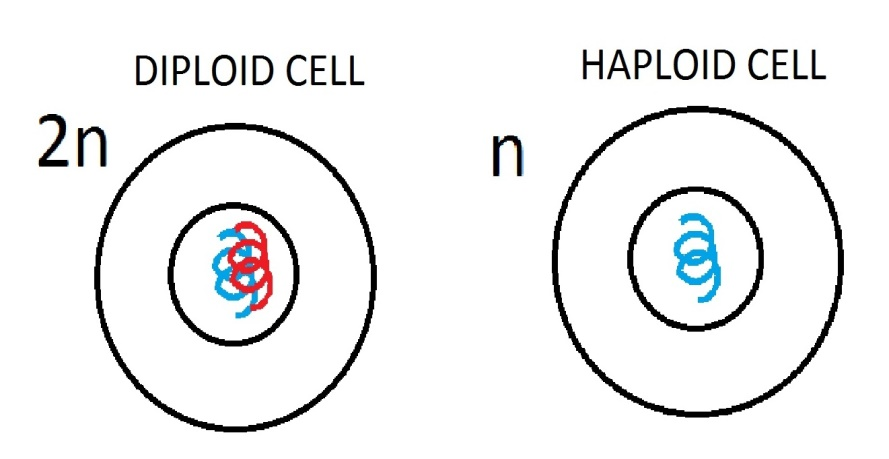 DIPLOID CELL
2n
HAPLOID CELL
n